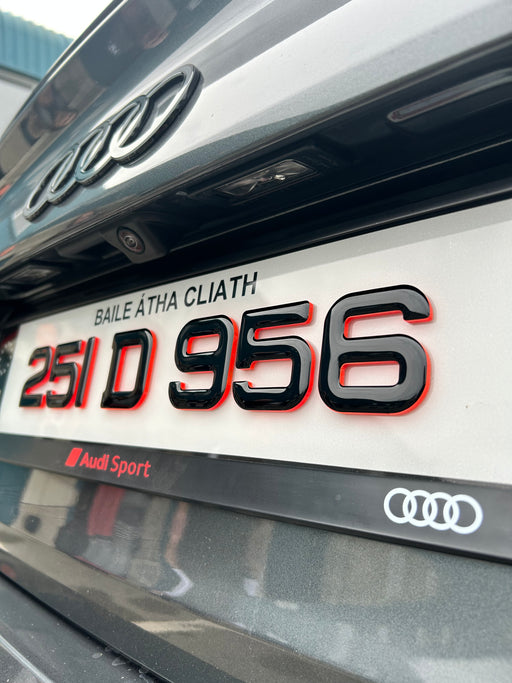 BAILE ÁTHA CLIATH
251 D 956
Audi Sport